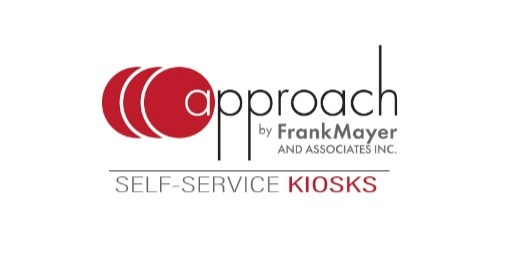 approach
by FrankMayer
AND ASSOCIATES INC.
SELF-SERVICE KIOSKS